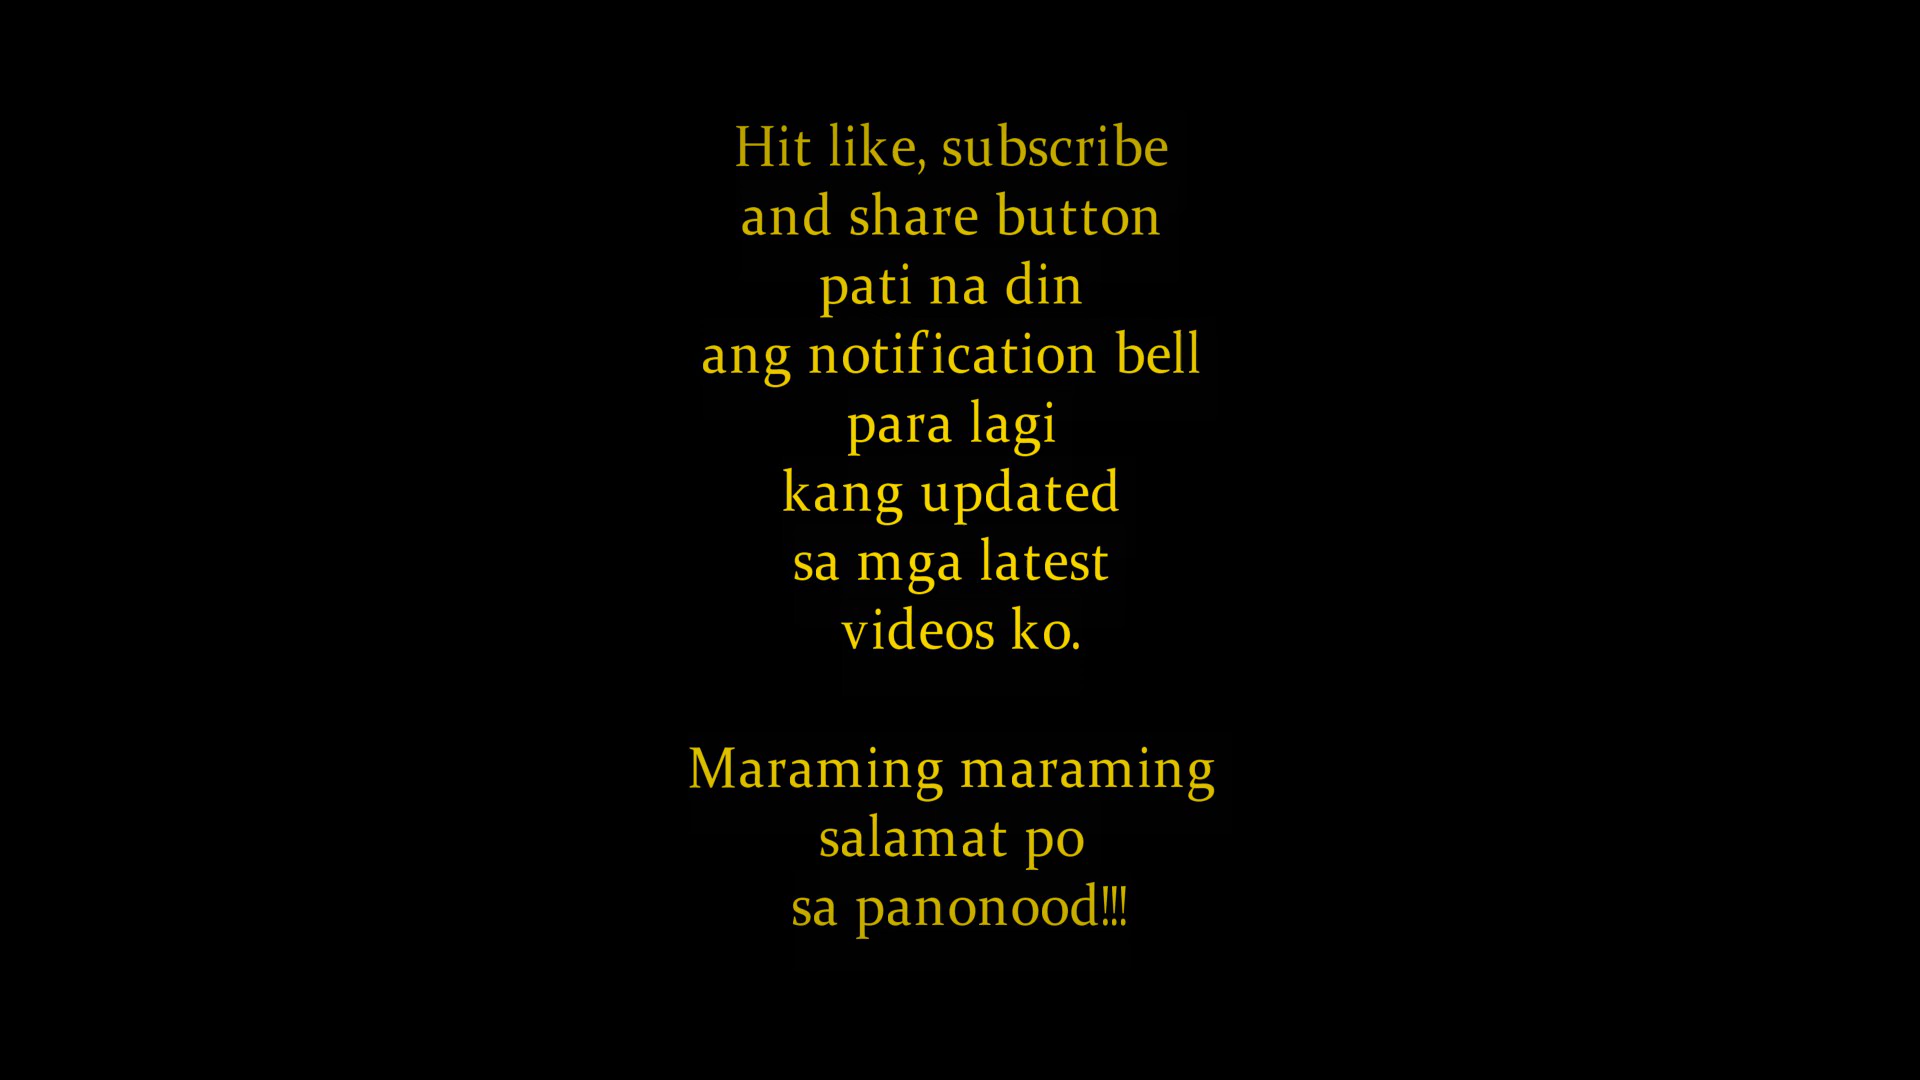 Hit like, subscribe
and share button
pati na din
ang notification bell
para lagi
kang updated
sa mga latest
videos ko.
Maraming maraming
salamat po
sa panonood!!!